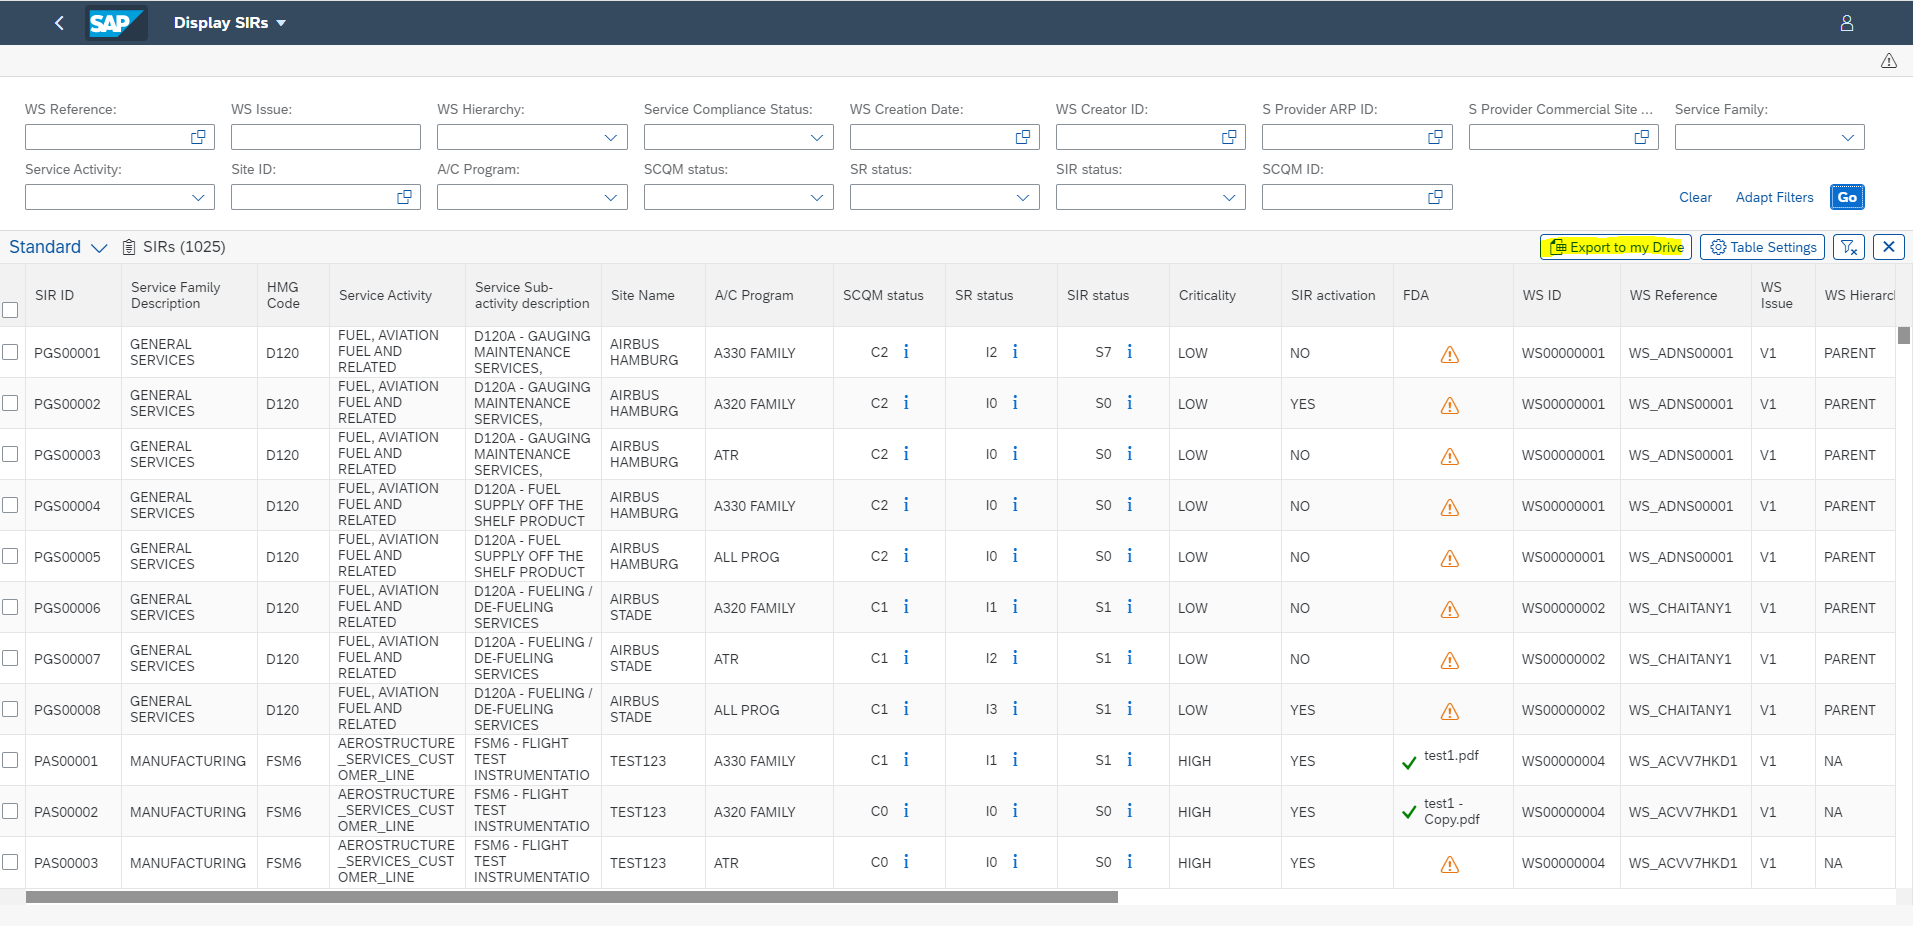 SAP Display SIRs
WS Reference: WS Issue: WS Hierarchy: Service Compliance Status: WS Creation Date: WS Creator ID: S Provider ARP ID: S Provider Commercial Site ... Service Family:
Service Activity: Site ID: A/C Program: SCQM status: SR status: SIR status: SCQM ID:
Clear Adapt Filters Go
Standard SIRs (1025) Export to my Drive Table Settings
SIR ID Service Family Description HMG Code Service Activity Service Sub-activity description Site Name A/C Program SCQM status SR status SIR status Criticality SIR activation FDA WS ID WS Reference WS Issue WS Hierarc
PGS00001 GENERAL SERVICES D120 FUEL, AVIATION FUEL AND RELATED D120A - GAUGING MAINTENANCE SERVICES, AIRBUS HAMBURG A330 FAMILY C2 I2 S7 LOW NO WS00000001 WS_ADNS00001 V1 PARENT
PGS00002 GENERAL SERVICES D120 FUEL, AVIATION FUEL AND RELATED D120A - GAUGING MAINTENANCE SERVICES, AIRBUS HAMBURG A320 FAMILY C2 I0 S0 LOW YES WS00000001 WS_ADNS00001 V1 PARENT
PGS00003 GENERAL SERVICES D120 FUEL, AVIATION FUEL AND RELATED D120A - GAUGING MAINTENANCE SERVICES, AIRBUS HAMBURG ATR C2 I0 S0 LOW NO WS00000001 WS_ADNS00001 V1 PARENT
PGS00004 GENERAL SERVICES D120 FUEL, AVIATION FUEL AND RELATED D120A - FUEL SUPPLY OFF THE SHELF PRODUCT AIRBUS HAMBURG A330 FAMILY C2 I0 S0 LOW NO WS00000001 WS_ADNS00001 V1 PARENT
PGS00005 GENERAL SERVICES D120 FUEL, AVIATION FUEL AND RELATED D120A - FUEL SUPPLY OFF THE SHELF PRODUCT AIRBUS HAMBURG ALL PROG C2 I0 S0 LOW NO WS00000001 WS_ADNS00001 V1 PARENT
PGS00006 GENERAL SERVICES D120 FUEL, AVIATION FUEL AND RELATED D120A - FUELING / DE-FUELING SERVICES AIRBUS STADE A320 FAMILY C1 I1 S1 LOW NO WS00000002 WS_CHAITANY1 V1 PARENT
PGS00007 GENERAL SERVICES D120 FUEL, AVIATION FUEL AND RELATED D120A - FUELING / DE-FUELING SERVICES AIRBUS STADE ATR C1 I2 S1 LOW NO WS00000002 WS_CHAITANY1 V1 PARENT
PGS00008 GENERAL SERVICES D120 FUEL, AVIATION FUEL AND RELATED D120A - FUELING / DE-FUELING SERVICES AIRBUS STADE ALL PROG C1 I3 S1 LOW YES WS00000002 WS_CHAITANY1 V1 PARENT
PAS00001 MANUFACTURING FSM6 AEROSTRUCTURE_SERVICES_CUSTOMER_LINE FSM6 - FLIGHT TEST INSTRUMENTATIO TEST123 A330 FAMILY C1 I1 S1 HIGH YES test1.pdf WS00000004 WS_ACVV7HKD1 V1 NA
PAS00002 MANUFACTURING FSM6 AEROSTRUCTURE_SERVICES_CUSTOMER_LINE FSM6 - FLIGHT TEST INSTRUMENTATIO TEST123 A320 FAMILY C0 I0 S0 HIGH YES test1 - Copy.pdf WS00000004 WS_ACVV7HKD1 V1 NA
PAS00003 MANUFACTURING FSM6 AEROSTRUCTURE_SERVICES_CUSTOMER_LINE FSM6 - FLIGHT TEST INSTRUMENTATIO TEST123 ATR C0 I0 S0 HIGH YES WS00000004 WS_ACVV7HKD1 V1 NA